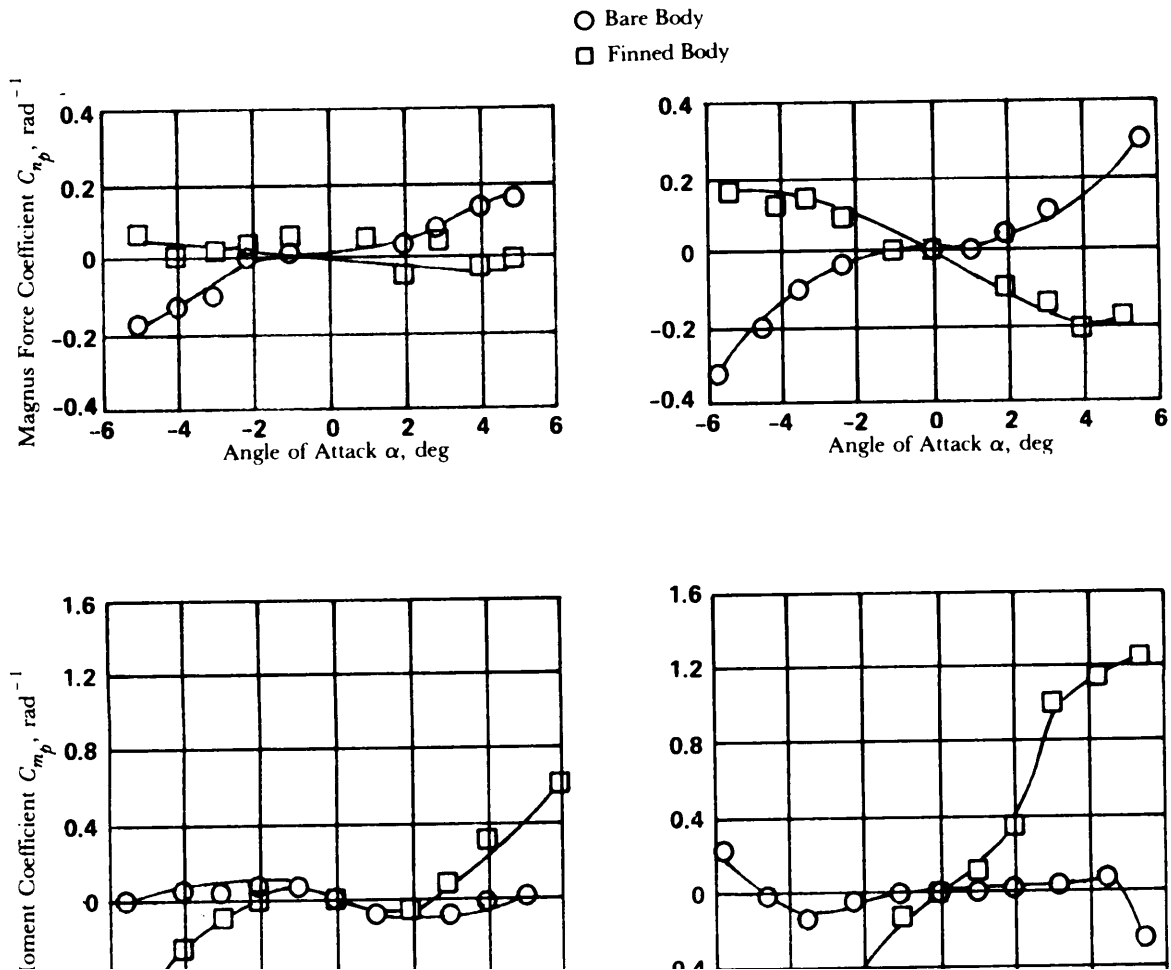 Bare Body
Finned Body
Magnus Force Coefficient C_{n_p}, rad^{-1}
0.4
0.2
0
-0.2
-0.4
-6 -4 -2 0 2 4 6
Angle of Attack α, deg
0.4
0.2
0
-0.2
-0.4
-6 -4 -2 0 2 4 6
Angle of Attack α, deg
Coefficient C_{m_p}, rad^{-1}
1.6
1.2
0.8
0.4
0
1.6
1.2
0.8
0.4
0